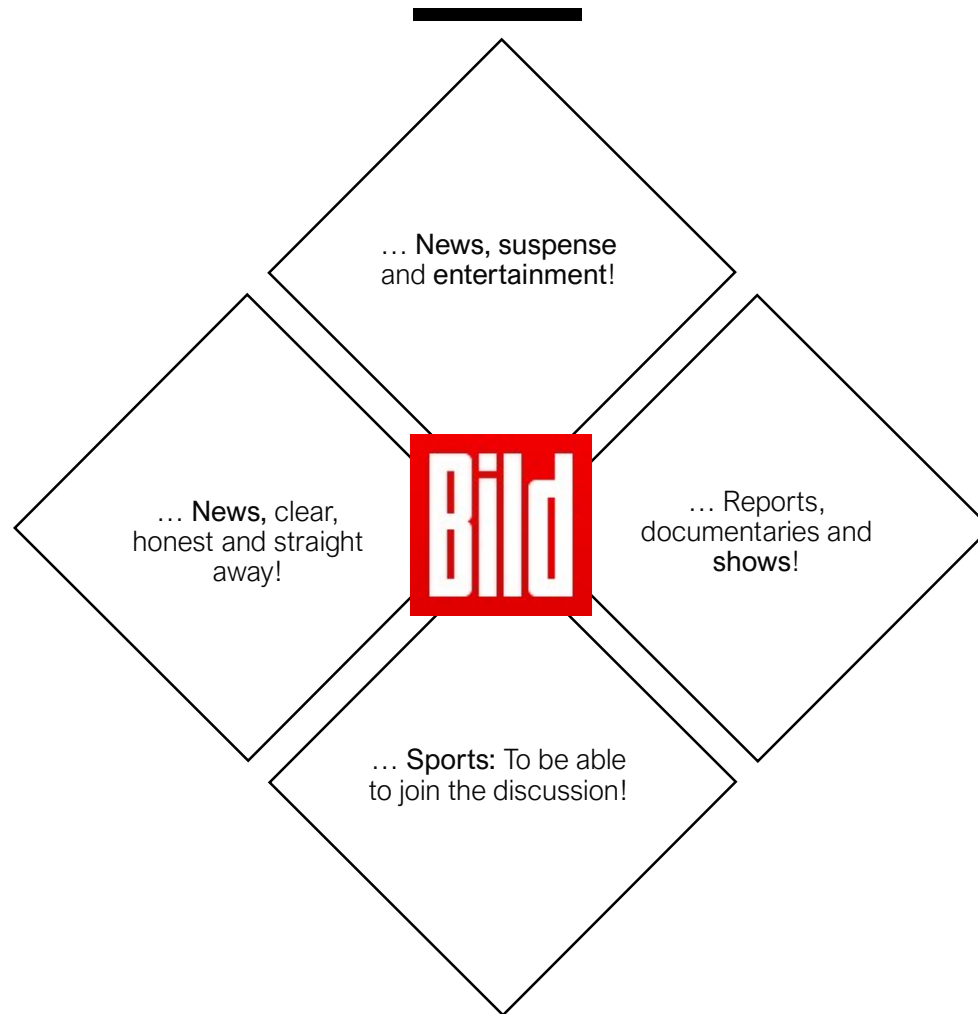 … News, suspense
and entertainment!
… News, clear,
honest and straight
away!
Bild
… Reports,
documentaries and
shows!
… Sports: To be able
to join the discussion!